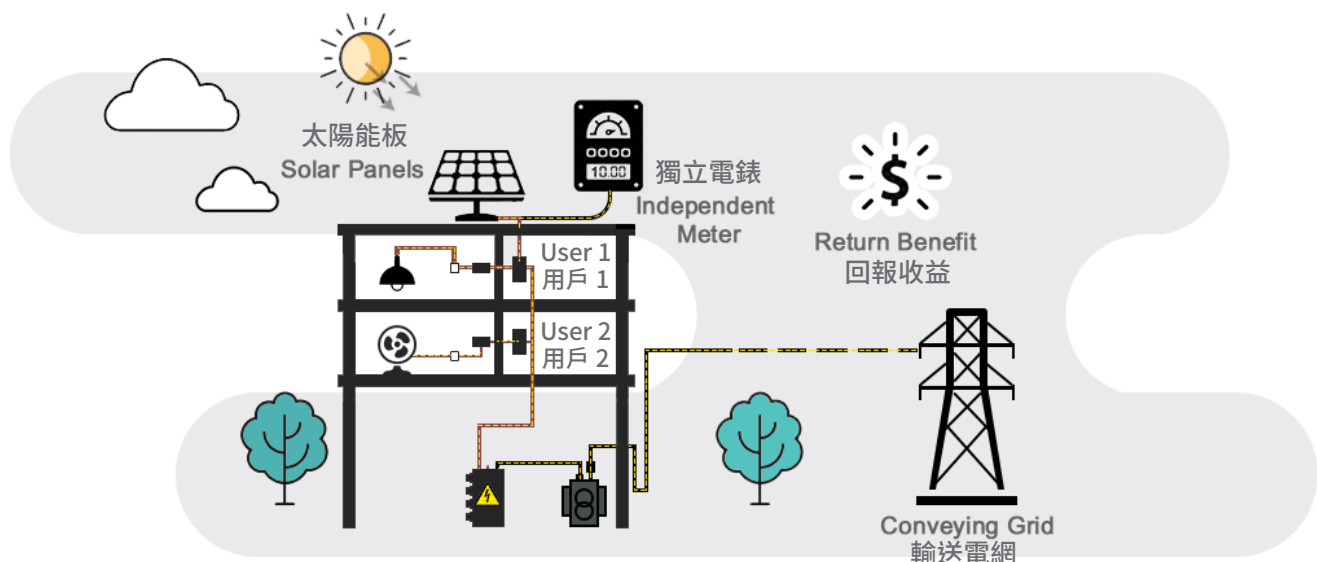 太陽能板
Solar Panels
10.00
獨立電錶
Independent
Meter
$
Return Benefit
回報收益
User 1
用戶 1
User 2
用戶 2
Conveying Grid
輸送電網